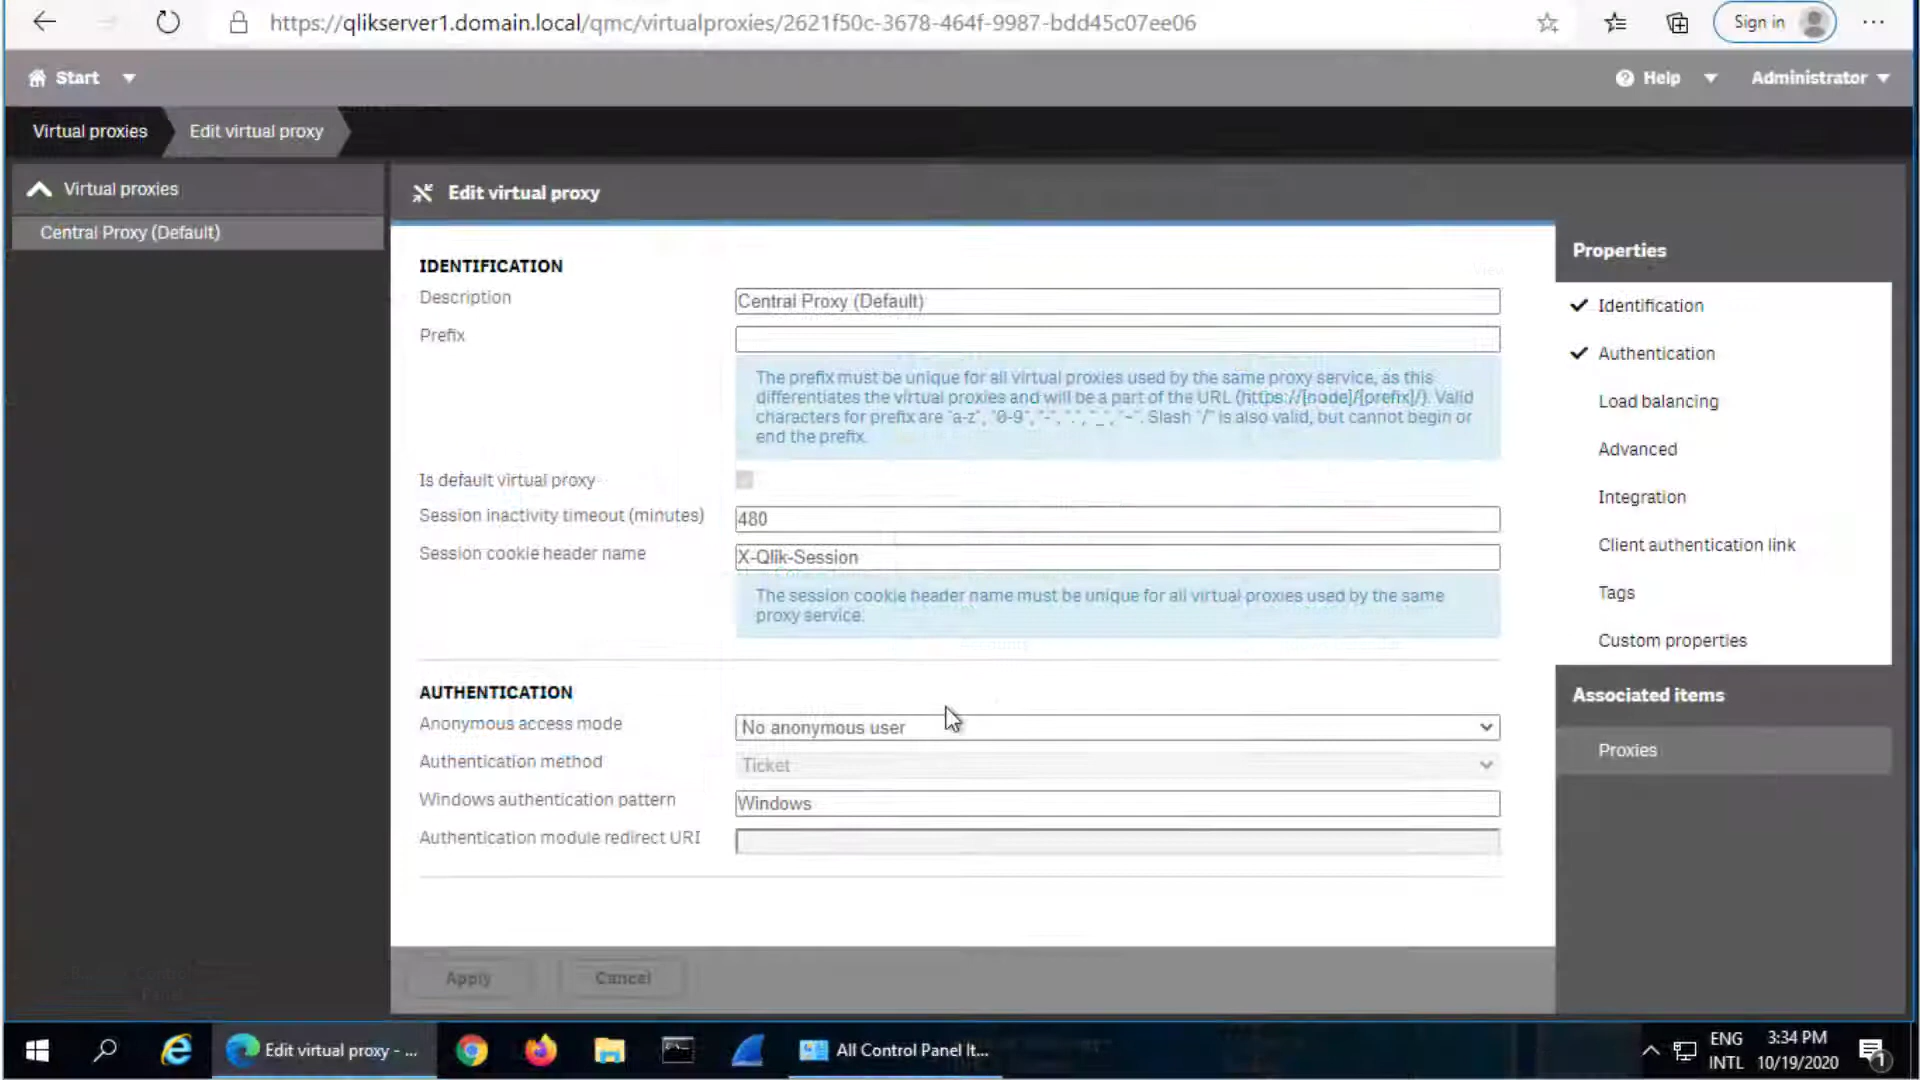 https://qlikserver1.domain.local/qmc/virtualproxies/2621f50c-3678-464f-9987-bdd45c07ee06
Sign in
Start
Help
Administrator
Virtual proxies
Edit virtual proxy
Virtual proxies
Central Proxy (Default)
Edit virtual proxy
IDENTIFICATION
Description
Central Proxy (Default)
Prefix
The prefix must be unique for all virtual proxies used by the same proxy service, as this
differentiates the virtual proxies and will be a part of the URL (https://[node]/[prefix]/). Valid
characters for prefix are "a-z", "0-9", "-", ".", "_", "~". Slash "/" is also valid, but cannot begin or
end the prefix.
Is default virtual proxy
Session inactivity timeout (minutes)
480
Session cookie header name
X-Qlik-Session
The session cookie header name must be unique for all virtual proxies used by the same
proxy service.
AUTHENTICATION
Anonymous access mode
No anonymous user
Authentication method
Ticket
Windows authentication pattern
Windows
Authentication module redirect URI
Apply
Cancel
Properties
Identification
Authentication
Load balancing
Advanced
Integration
Client authentication link
Tags
Custom properties
Associated items
Proxies
Edit virtual proxy - ...
All Control Panel It...
ENG
INTL
3:34 PM
10/19/2020
1